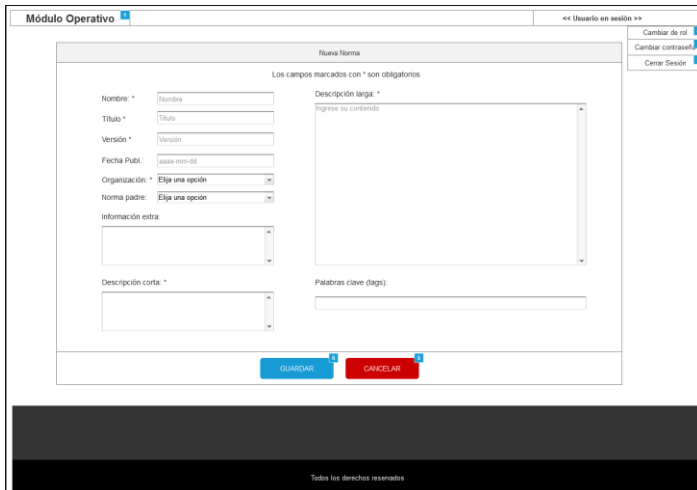 Módulo Operativo 1
<< Usuario en sesión >>
Cambiar de rol
Cambiar contraseña
Cerrar Sesión
Nueva Norma
Los campos marcados con * son obligatorios
Nombre: * Nombre
Título * Título
Versión * Versión
Fecha Publ.: aaaa-mm-dd
Organización: * Elija una opción
Norma padre: Elija una opción
Información extra:
Descripción corta: *
Descripción larga: *
Ingrese su contenido
Palabras clave (tags):
GUARDAR 6
CANCELAR 5
Todos los derechos reservados